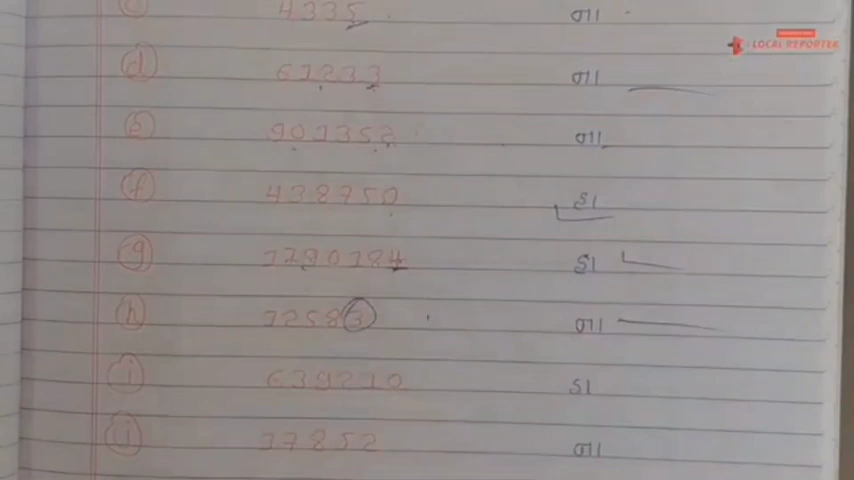 c 4335 ના
d 61233 ના
e 901352 ના
f 438750 હા
g 1790184 હા
h 12583 ના
i 639210 હા
j 17852 ના
LOCAL REPORTER